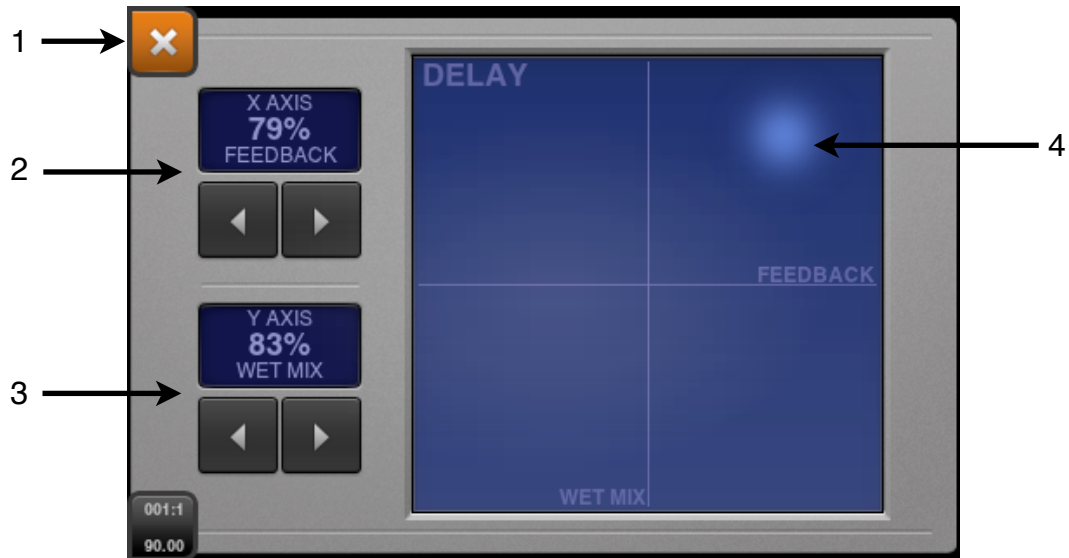 1
X AXIS
79%
FEEDBACK
2
Y AXIS
83%
WET MIX
3
001:1
90.00
DELAY
4
FEEDBACK
WET MIX